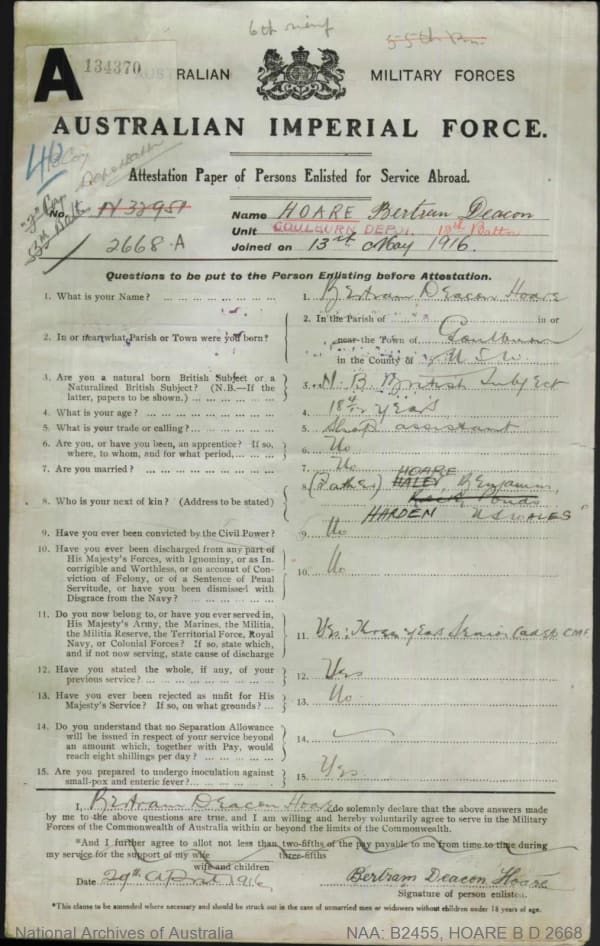 6th reinf
55th Bn.
A 134370
AUSTRALIAN MILITARY FORCES
AUSTRALIAN IMPERIAL FORCE.
Attestation Paper of Persons Enlisted for Service Abroad.
No. N32951
2668 A
Name HOARE Bertram Deacon
Unit GOULBURN DEPOT. Battn
Joined on 13th May 1916.
Questions to be put to the Person Enlisting before Attestation.
1. What is your Name? 1. Bertram Deacon Hoare
2. In or near what Parish or Town were you born? 2. In the Parish of in or
near the Town of Goulburn
in the County of N S W
3. Are you a natural born British Subject or a 3. N. B. British Subject
Naturalized British Subject? (N.B.—If the
latter, papers to be shown.)
4. What is your age? 4. 18 4/12 years
5. What is your trade or calling? 5. Shop assistant
6. Are you, or have you been, an apprentice? If so, 6. No
where, to whom, and for what period
7. Are you married? 7. No
8. Who is your next of kin? (Address to be stated) 8. (Father) HOARE Benjamin
HARDEN N S WALES
9. Have you ever been convicted by the Civil Power? 9. No
10. Have you ever been discharged from any part of 10. No
His Majesty's Forces, with Ignominy, or as In-
corrigible and Worthless, or on account of Con-
viction of Felony, or of a Sentence of Penal
Servitude, or have you been dismissed with
Disgrace from the Navy?
11. Do you now belong to, or have you ever served in, 11. Yes: three years Senior Cadets C.M.F.
His Majesty's Army, the Marines, the Militia,
the Militia Reserve, the Territorial Force, Royal
Navy, or Colonial Forces? If so, state which,
and if not now serving, state cause of discharge
12. Have you stated the whole, if any, of your 12. Yes
previous service?
13. Have you ever been rejected as unfit for His 13. No
Majesty's Service? If so, on what grounds?
14. Do you understand that no Separation Allowance 14.
will be issued in respect of your service beyond
an amount which, together with Pay, would
reach eight shillings per day?
15. Are you prepared to undergo inoculation against 15. Yes
small-pox and enteric fever?
I, Bertram Deacon Hoare do solemnly declare that the above answers made
by me to the above questions are true, and I am willing and hereby voluntarily agree to serve in the Military
Forces of the Commonwealth of Australia within or beyond the limits of the Commonwealth.
*And I further agree to allot not less than two-fifths of the pay payable to me from time to time during
three-fifths
my service for the support of my wife
wife and children
Date 29th April 1916 Bertram Deacon Hoare
Signature of person enlisted.
*This clause to be amended where necessary and should be struck out in the case of unmarried men or widowers without children under 18 years of age.
National Archives of Australia NAA: B2455, HOARE B D 2668